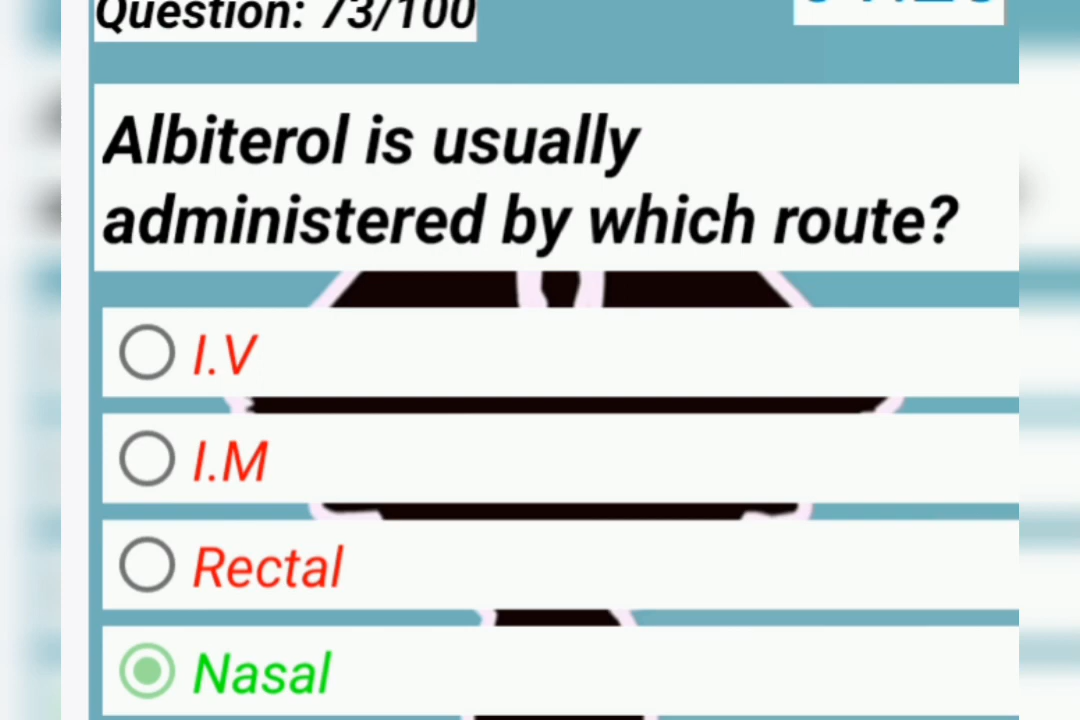 Question: 73/100
Albiterol is usually
administered by which route?
I.V
I.M
Rectal
Nasal